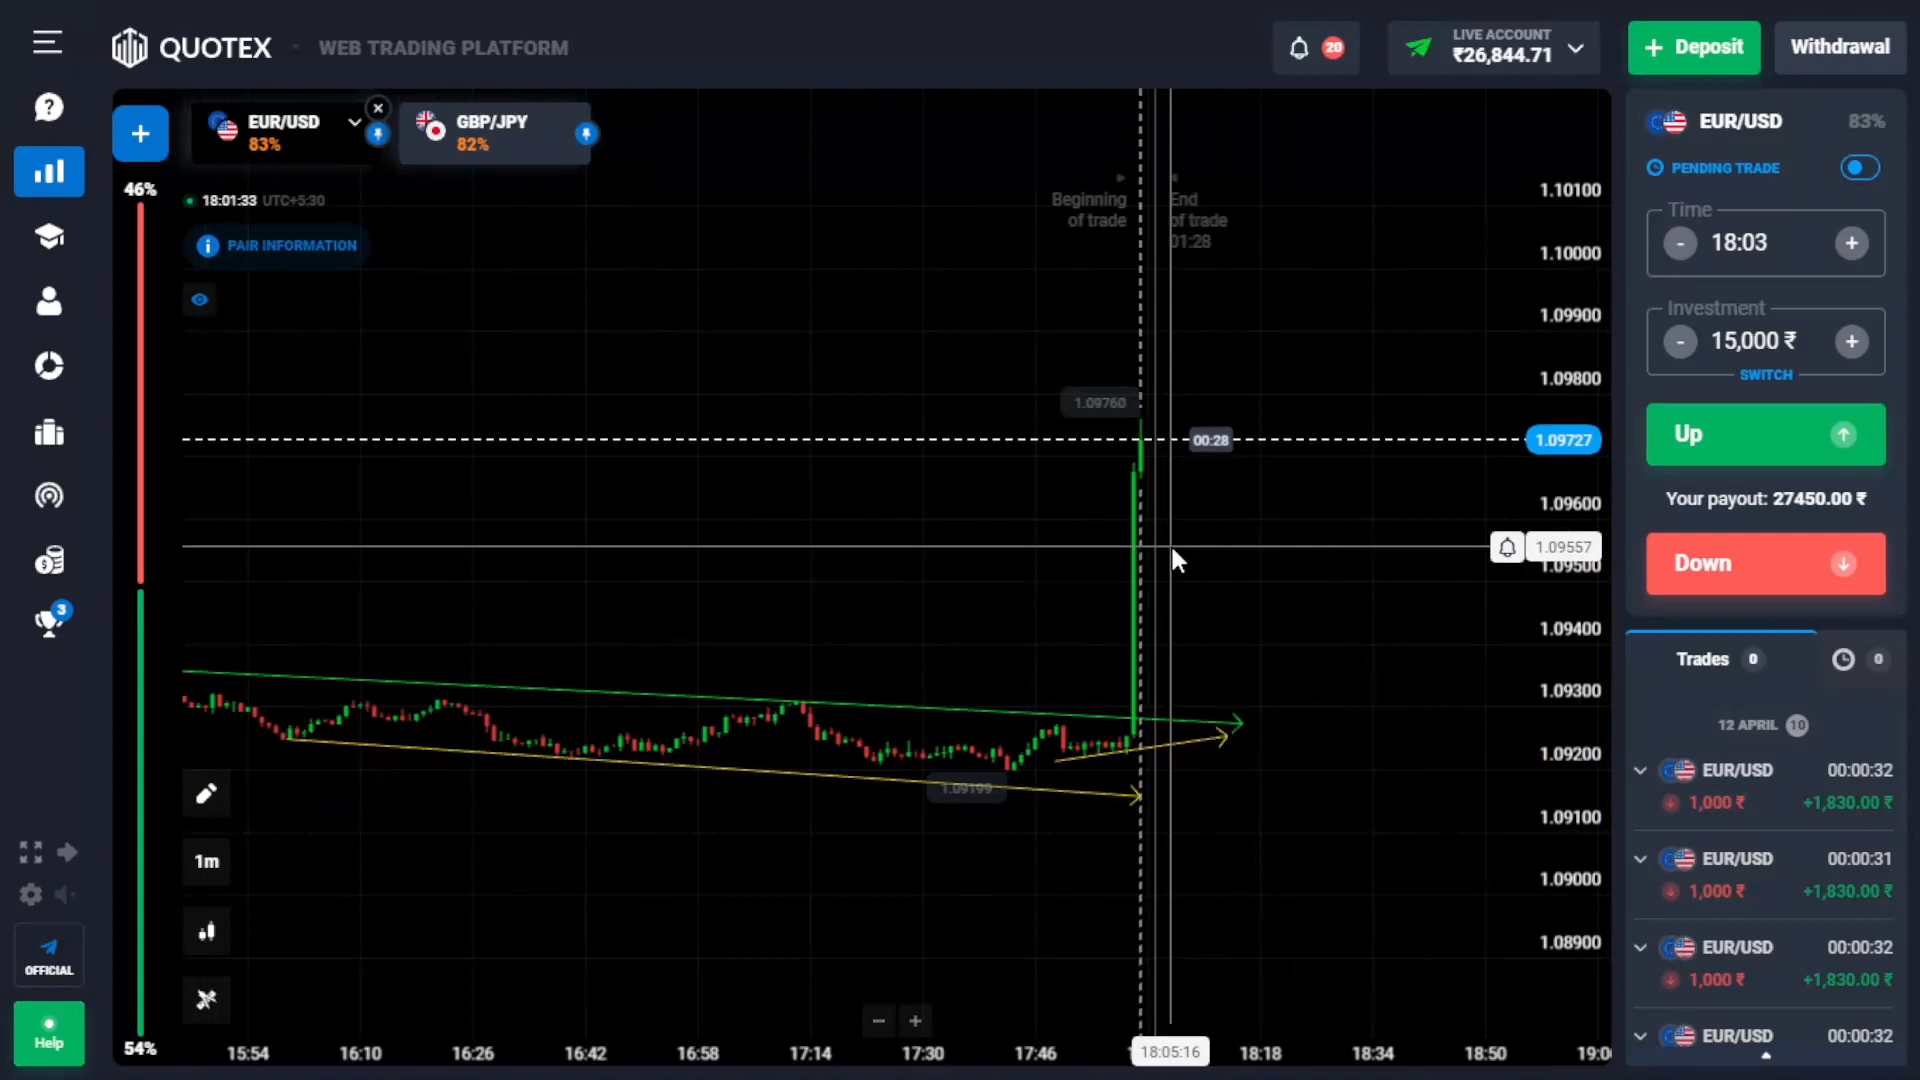 QUOTEX
WEB TRADING PLATFORM
20
LIVE ACCOUNT
₹26,844.71
+ Deposit
Withdrawal
EUR/USD
83%
GBP/JPY
82%
46%
18:01:33 UTC+5:30
PAIR INFORMATION
Beginning
of trade
End
of trade
01:28
1.10100
1.10000
1.09900
1.09800
1.09760
00:28
1.09727
1.09600
1.09557
1.09500
1.09400
1.09300
1.09200
1.09199
1.09100
1.09000
1.08900
1m
54%
15:54
16:10
16:26
16:42
16:58
17:14
17:30
17:46
18:05:16
18:18
18:34
18:50
19:0
3
OFFICIAL
Help
EUR/USD
83%
PENDING TRADE
Time
- 18:03 +
Investment
- 15,000 ₹ +
SWITCH
Up
Your payout: 27450.00 ₹
Down
Trades 0
0
12 APRIL 10
EUR/USD 00:00:32
1,000 ₹ +1,830.00 ₹
EUR/USD 00:00:31
1,000 ₹ +1,830.00 ₹
EUR/USD 00:00:32
1,000 ₹ +1,830.00 ₹
EUR/USD 00:00:32